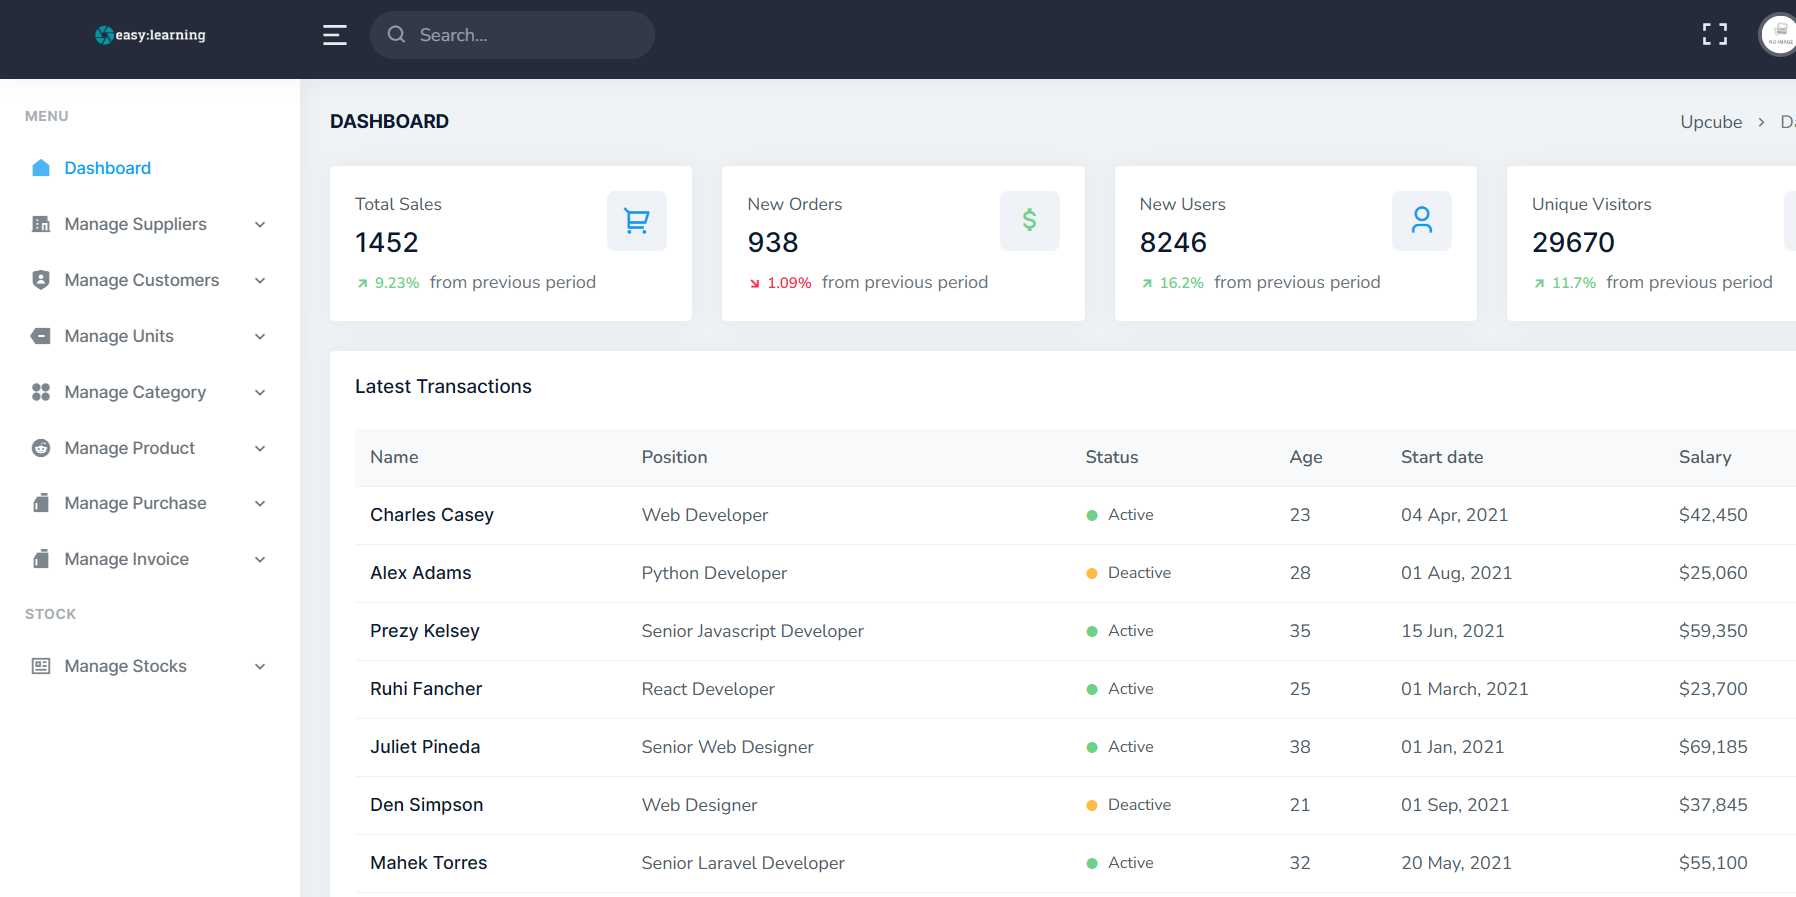 easy:learning
Search...
NO IMAGE
MENU
Dashboard
Manage Suppliers
Manage Customers
Manage Units
Manage Category
Manage Product
Manage Purchase
Manage Invoice
STOCK
Manage Stocks
DASHBOARD
Upcube > Da
Total Sales
1452
9.23% from previous period
New Orders
938
1.09% from previous period
New Users
8246
16.2% from previous period
Unique Visitors
29670
11.7% from previous period
Latest Transactions
Name Position Status Age Start date Salary
Charles Casey Web Developer Active 23 04 Apr, 2021 $42,450
Alex Adams Python Developer Deactive 28 01 Aug, 2021 $25,060
Prezy Kelsey Senior Javascript Developer Active 35 15 Jun, 2021 $59,350
Ruhi Fancher React Developer Active 25 01 March, 2021 $23,700
Juliet Pineda Senior Web Designer Active 38 01 Jan, 2021 $69,185
Den Simpson Web Designer Deactive 21 01 Sep, 2021 $37,845
Mahek Torres Senior Laravel Developer Active 32 20 May, 2021 $55,100